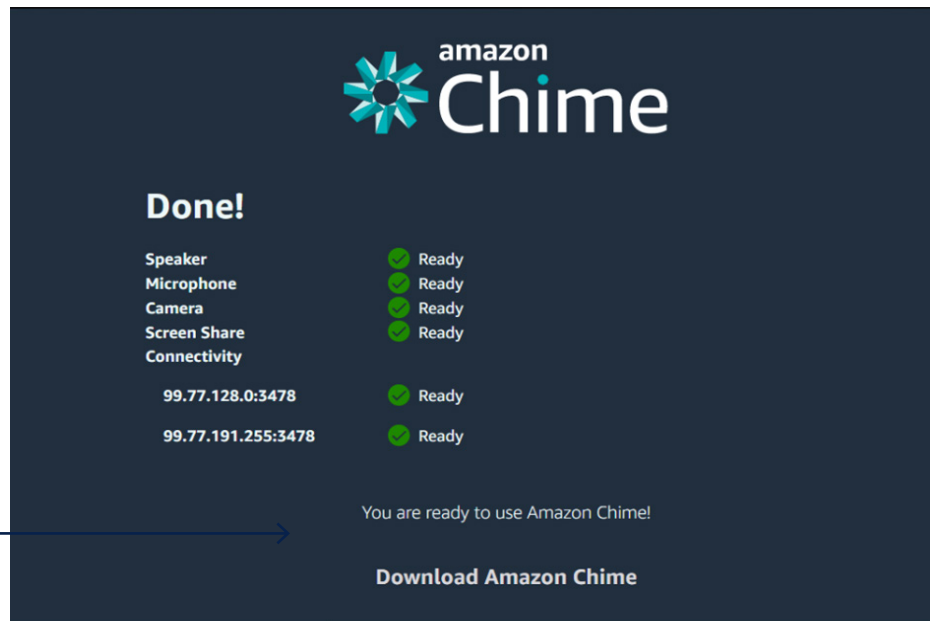 amazon
Chime
Done!
Speaker Ready
Microphone Ready
Camera Ready
Screen Share Ready
Connectivity
99.77.128.0:3478 Ready
99.77.191.255:3478 Ready
You are ready to use Amazon Chime!
Download Amazon Chime